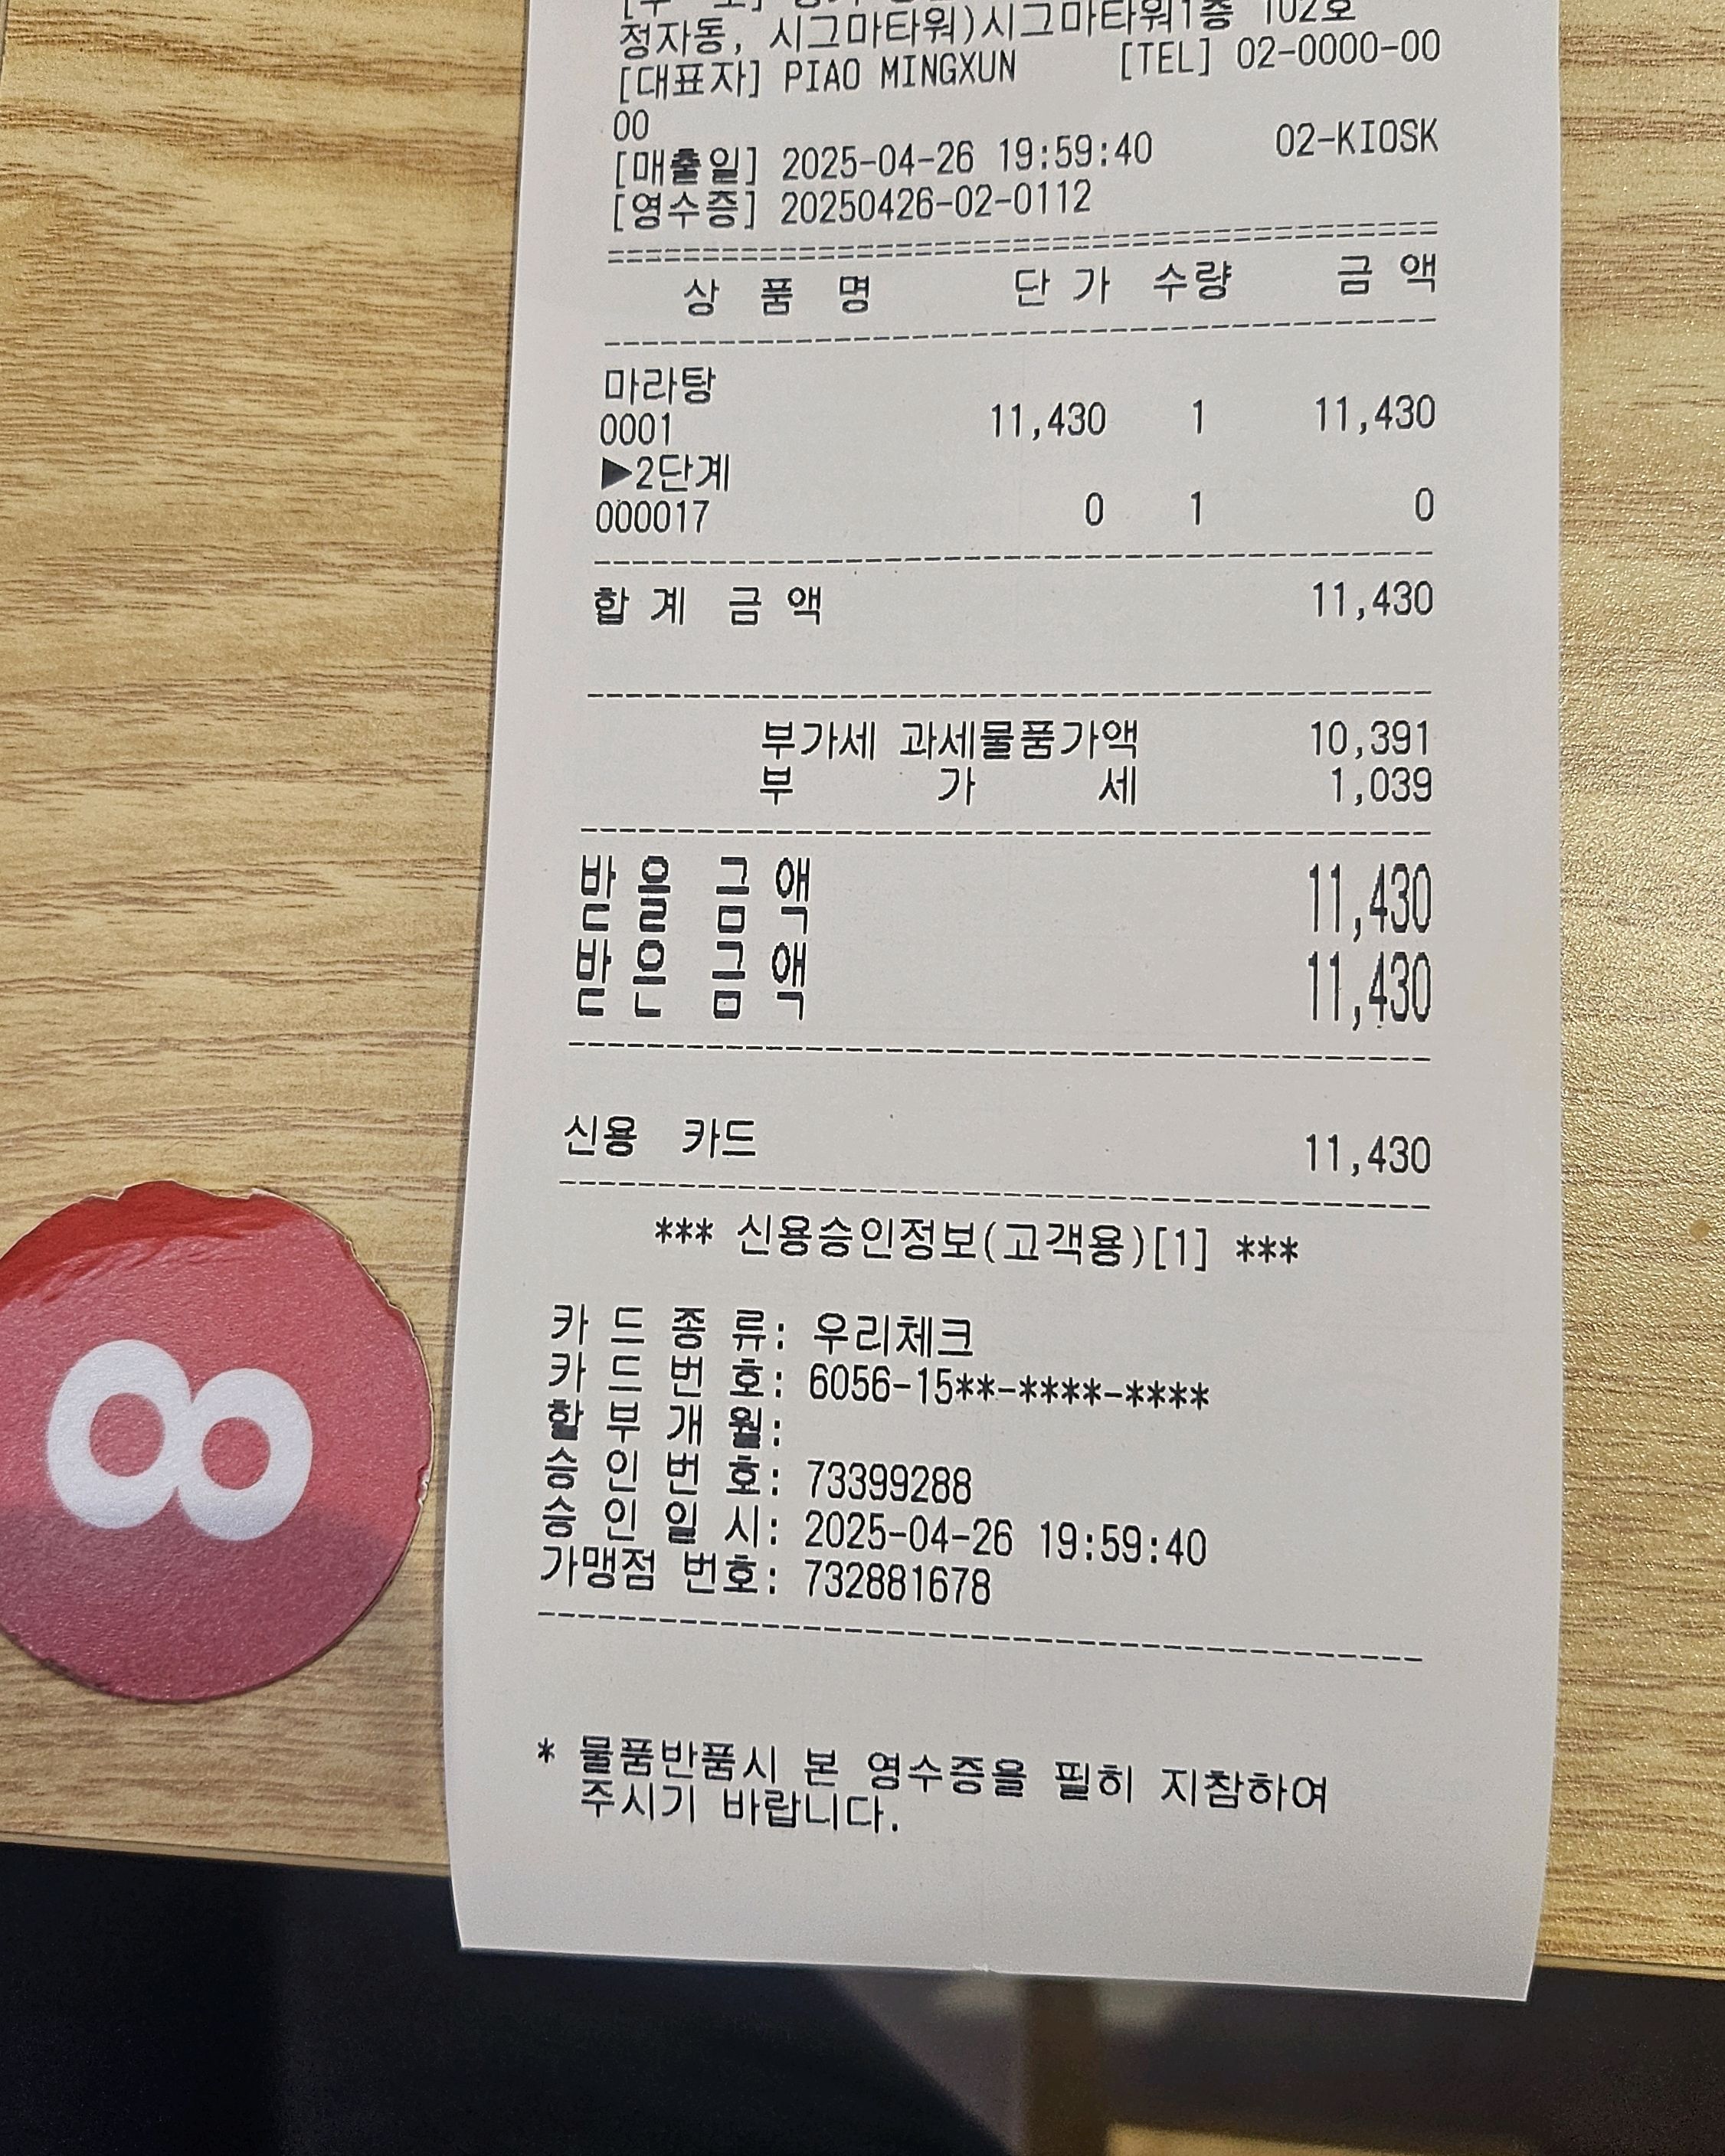 정자동, 시그마타워)시그마타워1층 102호
[대표자] PIAO MINGXUN [TEL] 02-0000-00
00
[매출일] 2025-04-26 19:59:40 02-KIOSK
[영수증] 20250426-02-0112
=========================================
상 품 명 단 가 수량 금 액
-----------------------------------------
마라탕
0001 11,430 1 11,430
▶2단계
000017 0 1 0
-----------------------------------------
합 계 금 액 11,430
-----------------------------------------
부가세 과세물품가액 10,391
부 가 세 1,039
-----------------------------------------
받 을 금 액 11,430
받 은 금 액 11,430
-----------------------------------------
신용 카드 11,430
-----------------------------------------
*** 신용승인정보(고객용)[1] ***
카 드 종 류: 우리체크
카 드 번 호: 6056-15**-****-****
할 부 개 월:
승 인 번 호: 73399288
승 인 일 시: 2025-04-26 19:59:40
가맹점 번호: 732881678
-----------------------------------------
* 물품반품시 본 영수증을 필히 지참하여
주시기 바랍니다.
8